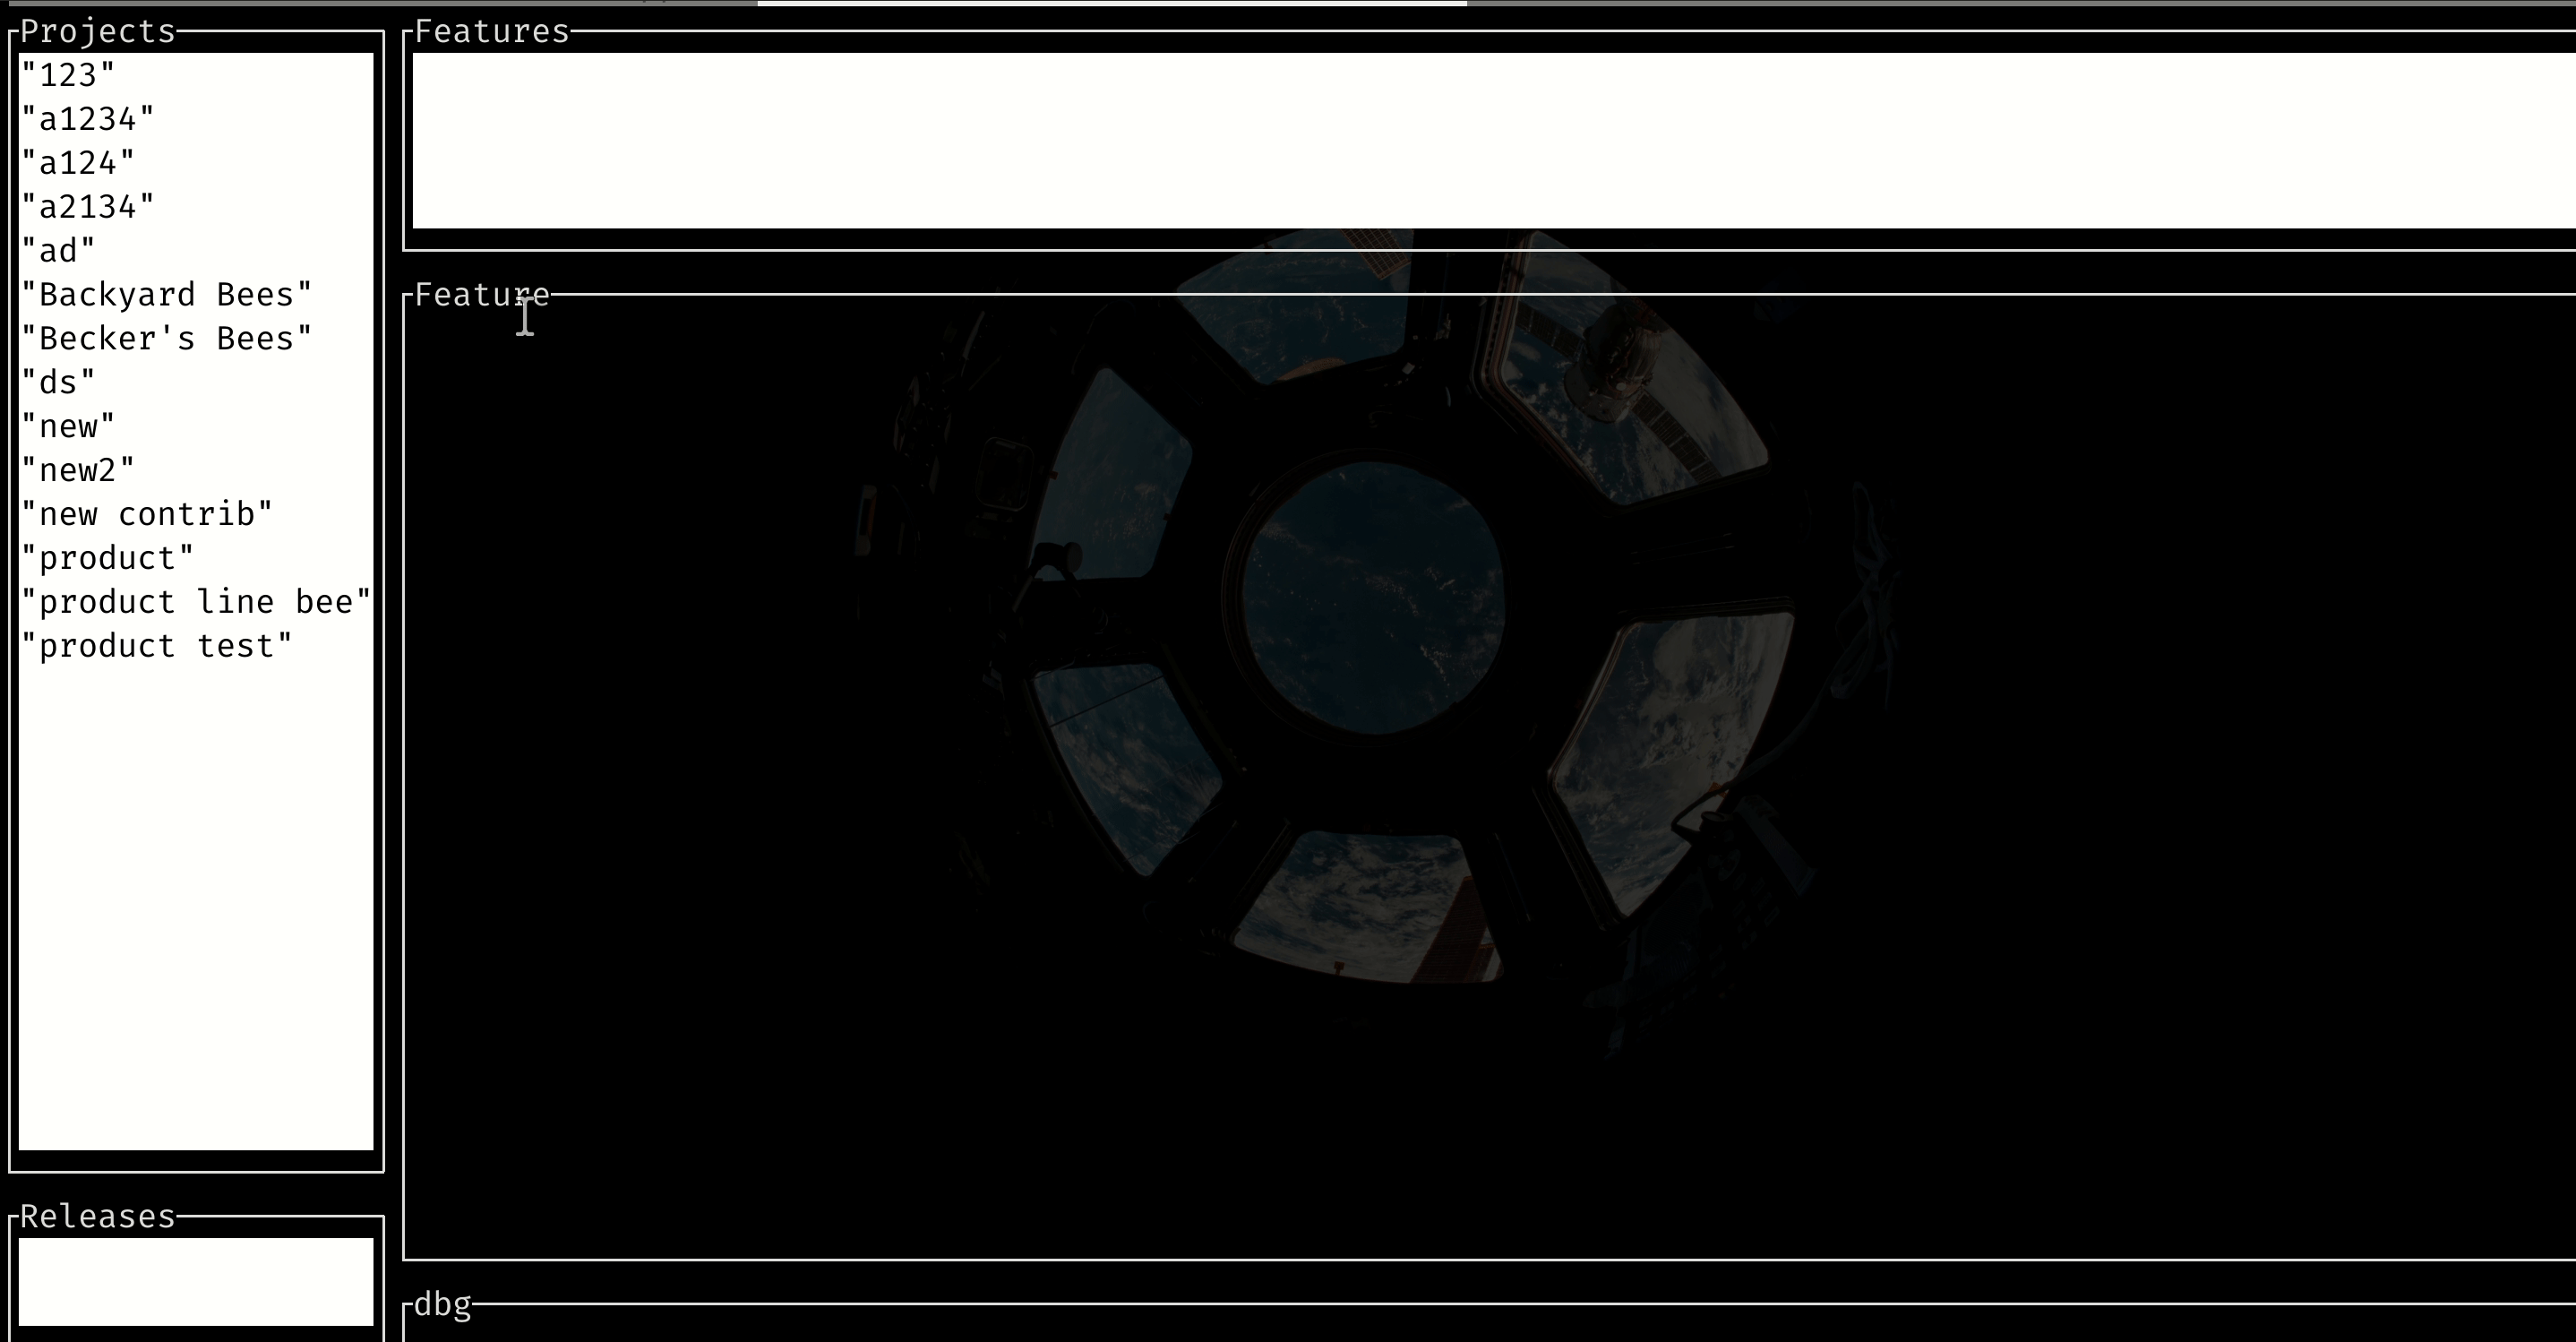 Projects
"123"
"a1234"
"a124"
"a2134"
"ad"
"Backyard Bees"
"Becker's Bees"
"ds"
"new"
"new2"
"new contrib"
"product"
"product line bee"
"product test"
Releases
Features
Feature
dbg